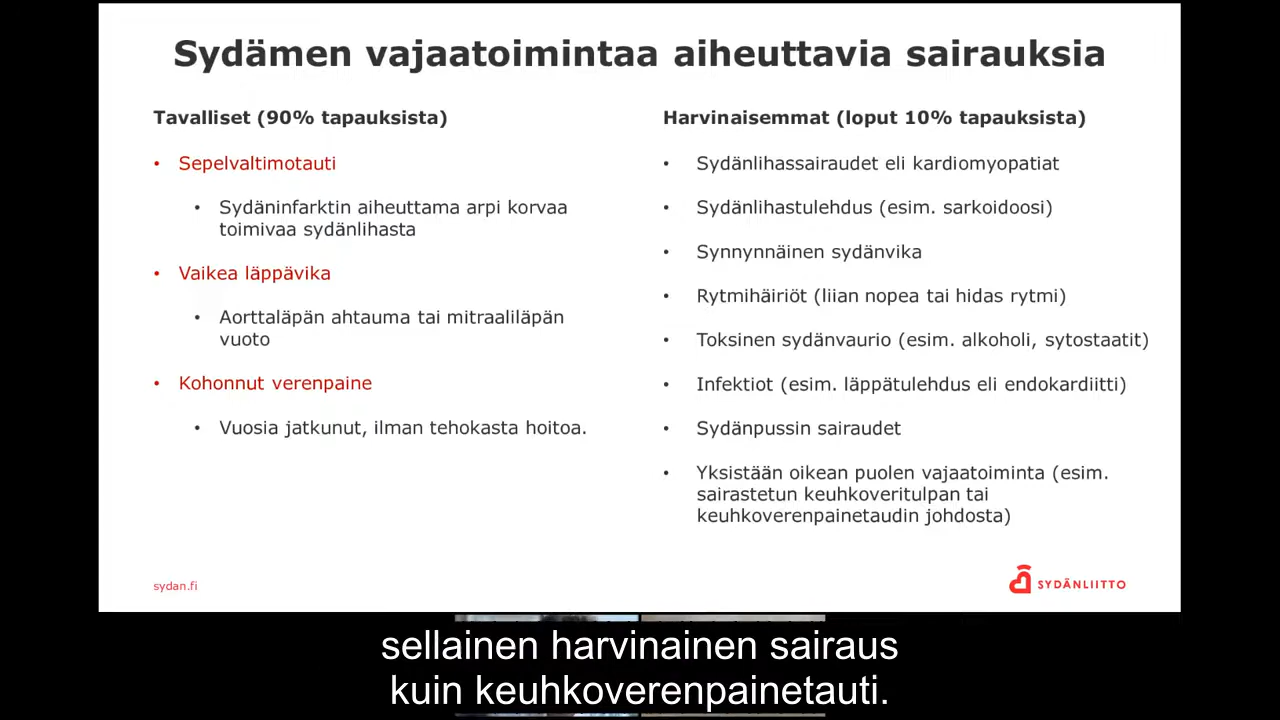 Sydämen vajaatoimintaa aiheuttavia sairauksia
Tavalliset (90% tapauksista)
• Sepelvaltimotauti
• Sydäninfarktin aiheuttama arpi korvaa
toimivaa sydänlihasta
• Vaikea läppävika
• Aorttaläpän ahtauma tai mitraaliläpän
vuoto
• Kohonnut verenpaine
• Vuosia jatkunut, ilman tehokasta hoitoa.
Harvinaisemmat (loput 10% tapauksista)
• Sydänlihassairaudet eli kardiomyopatiat
• Sydänlihastulehdus (esim. sarkoidoosi)
• Synnynnäinen sydänvika
• Rytmihäiriöt (liian nopea tai hidas rytmi)
• Toksinen sydänvaurio (esim. alkoholi, sytostaatit)
• Infektiot (esim. läppätulehdus eli endokardiitti)
• Sydänpussin sairaudet
• Yksistään oikean puolen vajaatoiminta (esim.
sairastetun keuhkoveritulpan tai
keuhkoverenpainetaudin johdosta)
sydan.fi
SYDÄNLIITTO
sellainen harvinainen sairaus
kuin keuhkoverenpainetauti.